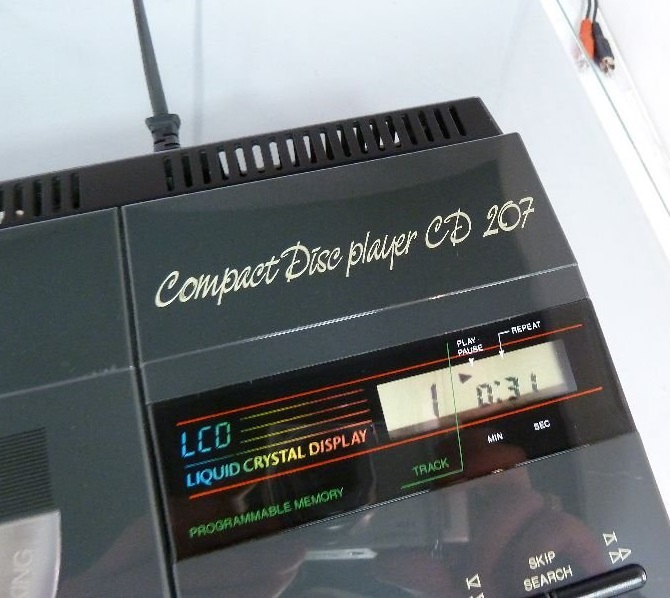 Compact Disc player CD 207
PLAY
PAUSE
REPEAT
1 0:31
LCD
LIQUID CRYSTAL DISPLAY
MIN SEC
TRACK
PROGRAMMABLE MEMORY
SKIP
SEARCH